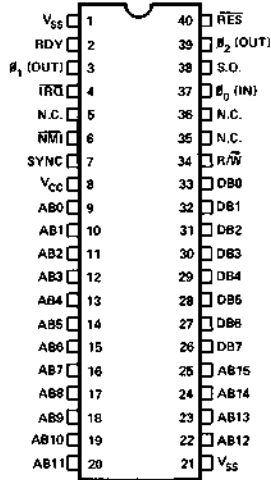 VSS 1 40 RES
RDY 2 39 ø2 (OUT)
ø1 (OUT) 3 38 S.O.
IRQ 4 37 ø0 (IN)
N.C. 5 36 N.C.
NMI 6 35 N.C.
SYNC 7 34 R/W
VCC 8 33 DB0
AB0 9 32 DB1
AB1 10 31 DB2
AB2 11 30 DB3
AB3 12 29 DB4
AB4 13 28 DB5
AB5 14 27 DB6
AB6 15 26 DB7
AB7 16 25 AB15
AB8 17 24 AB14
AB9 18 23 AB13
AB10 19 22 AB12
AB11 20 21 VSS